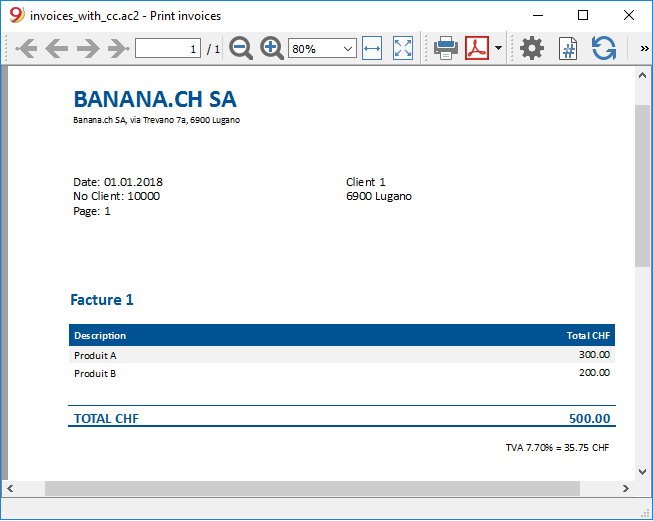 invoices_with_cc.ac2 - Print invoices
1 / 1 80% »
BANANA.CH SA
Banana.ch SA, via Trevano 7a, 6900 Lugano
Date: 01.01.2018 Client 1
No Client: 10000 6900 Lugano
Page: 1
Facture 1
Description Total CHF
Produit A 300.00
Produit B 200.00
TOTAL CHF 500.00
TVA 7.70% = 35.75 CHF